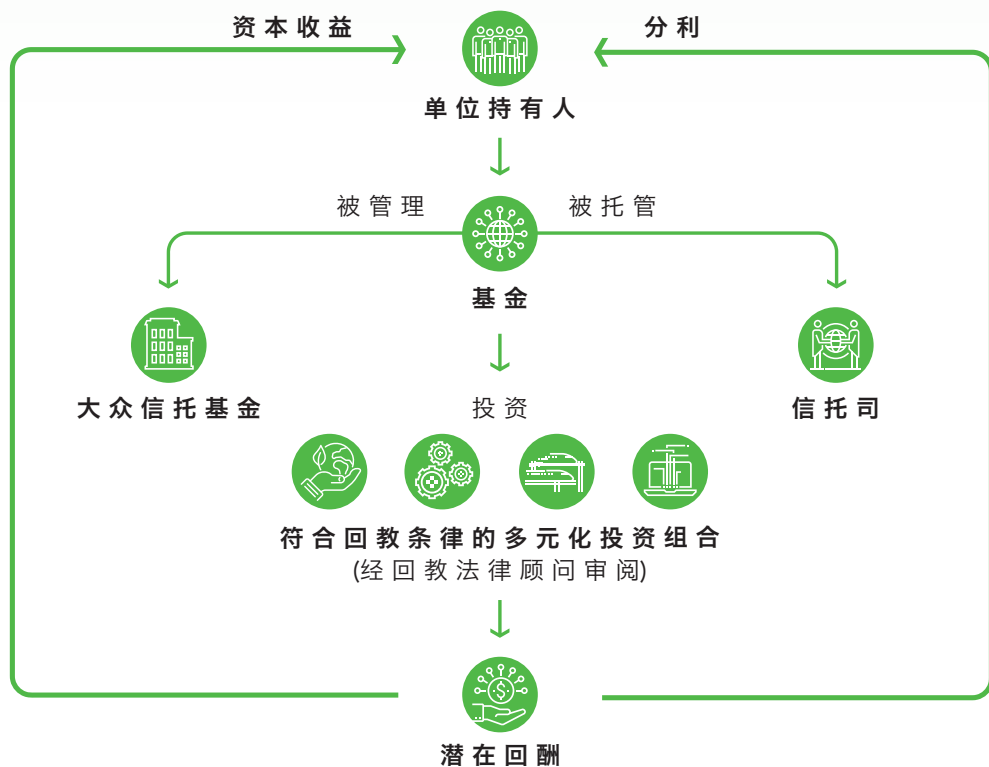 资本收益
分利
单位持有人
被管理
被托管
基金
大众信托基金
投资
信托司
符合回教条律的多元化投资组合
(经回教法律顾问审阅)
$
潜在回酬